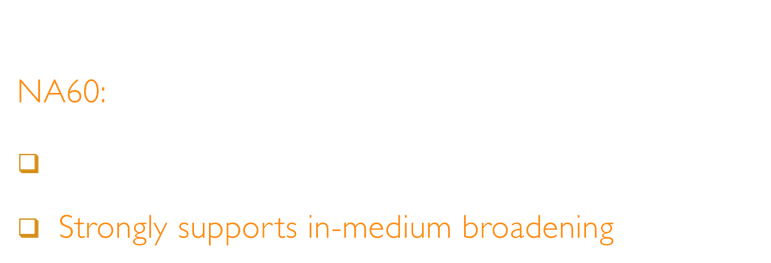 NA60:
❑
❑ Strongly supports in-medium broadening